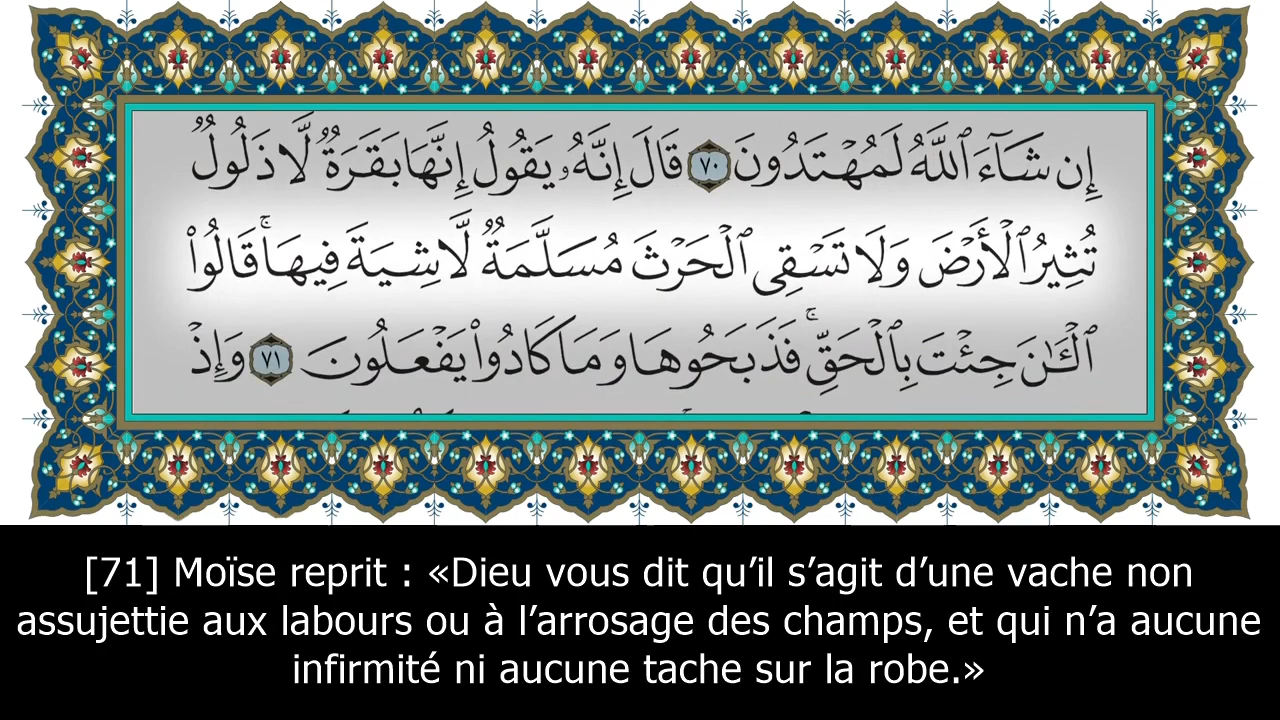 إِن شَآءَ ٱللَّهُ لَمُهْتَدُونَ ٧٠ قَالَ إِنَّهُۥ يَقُولُ إِنَّهَا بَقَرَةٌ لَّا ذَلُولٌ
تُثِيرُ ٱلْأَرْضَ وَلَا تَسْقِى ٱلْحَرْثَ مُسَلَّمَةٌ لَّا شِيَةَ فِيهَا ۚ قَالُوا۟
ٱلْـَٔـٰنَ جِئْتَ بِٱلْحَقِّ ۚ فَذَبَحُوهَا وَمَا كَادُوا۟ يَفْعَلُونَ ٧١ وَإِذْ
[71] Moïse reprit : «Dieu vous dit qu’il s’agit d’une vache non
assujettie aux labours ou à l’arrosage des champs, et qui n’a aucune
infirmité ni aucune tache sur la robe.»